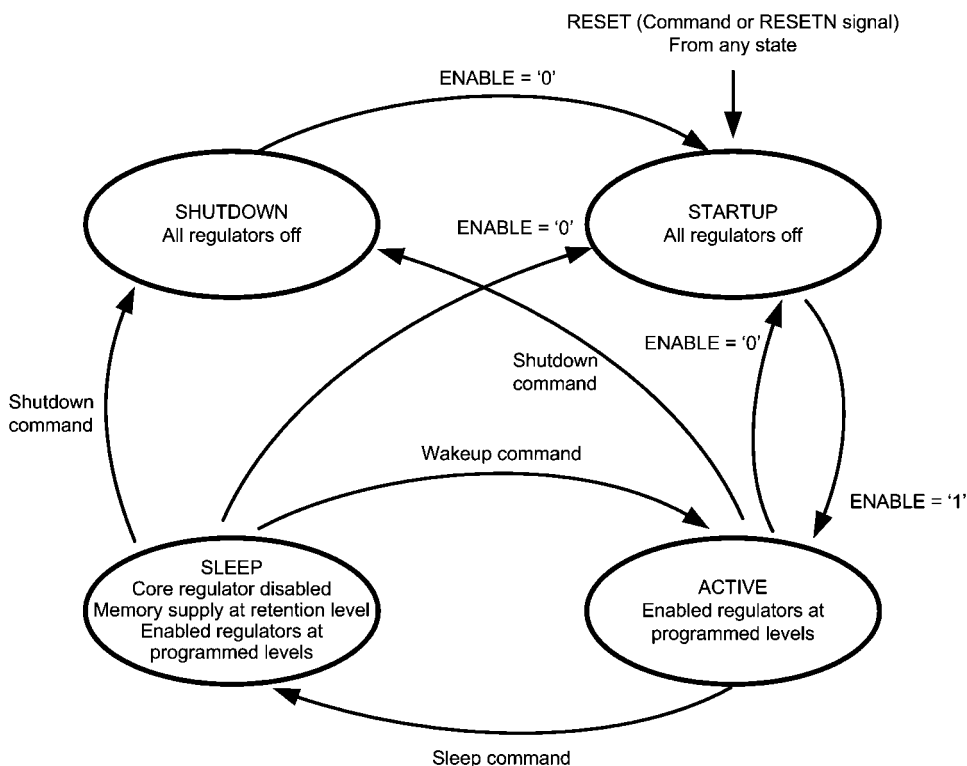 RESET (Command or RESETN signal)
From any state
ENABLE = ‘0’
SHUTDOWN
All regulators off
STARTUP
All regulators off
ENABLE = ‘0’
ENABLE = ‘0’
Shutdown
command
Shutdown
command
Wakeup command
ENABLE = ‘1’
SLEEP
Core regulator disabled
Memory supply at retention level
Enabled regulators at
programmed levels
ACTIVE
Enabled regulators at
programmed levels
Sleep command